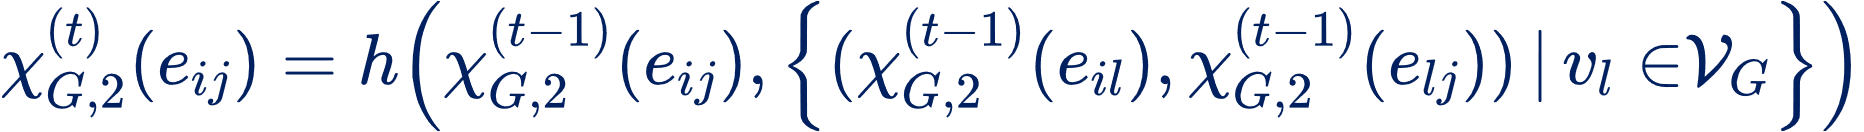 χ_{G,2}^{(t)}(e_{ij}) = h(χ_{G,2}^{(t−1)}(e_{ij}), {(χ_{G,2}^{(t−1)}(e_{il}), χ_{G,2}^{(t−1)}(e_{lj})) | v_l ∈ 𝒱_G})